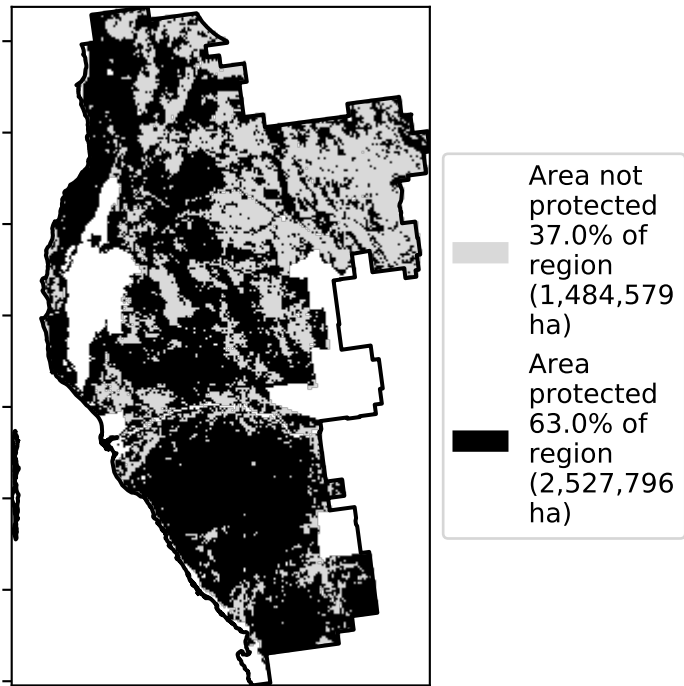 Area not
protected
37.0% of
region
(1,484,579
ha)
Area
protected
63.0% of
region
(2,527,796
ha)